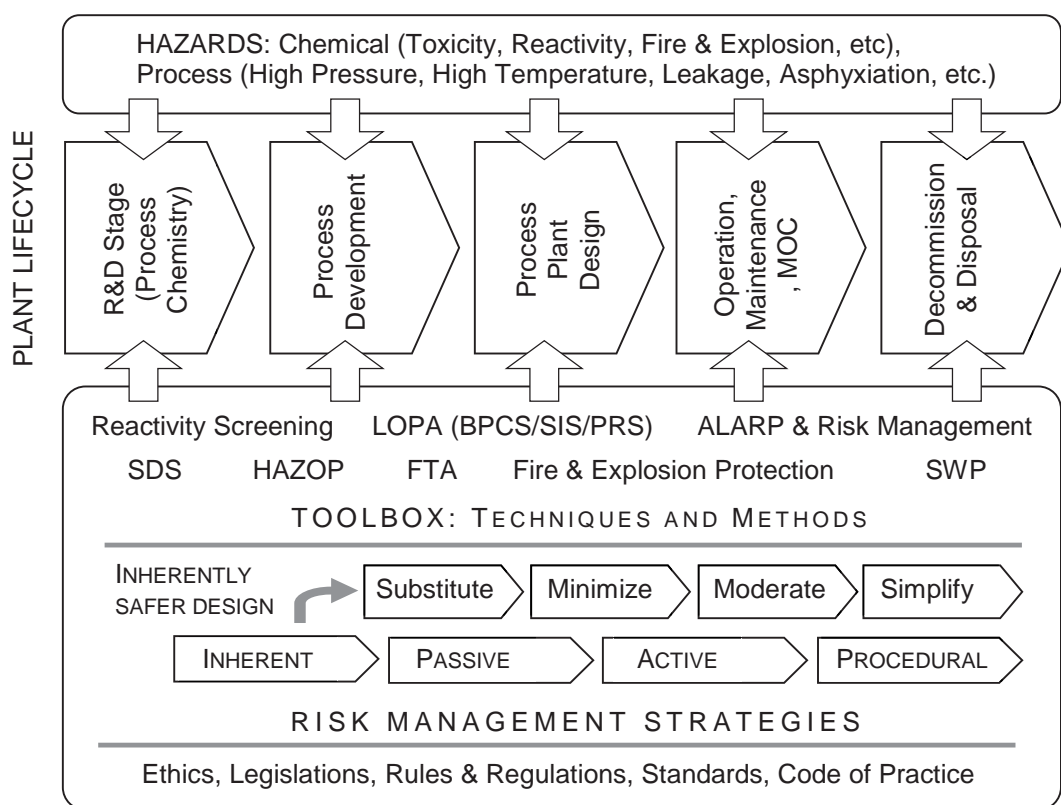 HAZARDS: Chemical (Toxicity, Reactivity, Fire & Explosion, etc),
Process (High Pressure, High Temperature, Leakage, Asphyxiation, etc.)
PLANT LIFECYCLE
R&D Stage
(Process
Chemistry)
Process
Development
Process
Plant
Design
Operation,
Maintenance
, MOC
Decommission
& Disposal
Reactivity Screening LOPA (BPCS/SIS/PRS) ALARP & Risk Management
SDS HAZOP FTA Fire & Explosion Protection SWP
TOOLBOX: TECHNIQUES AND METHODS
INHERENTLY
SAFER DESIGN
Substitute Minimize Moderate Simplify
INHERENT PASSIVE ACTIVE PROCEDURAL
RISK MANAGEMENT STRATEGIES
Ethics, Legislations, Rules & Regulations, Standards, Code of Practice